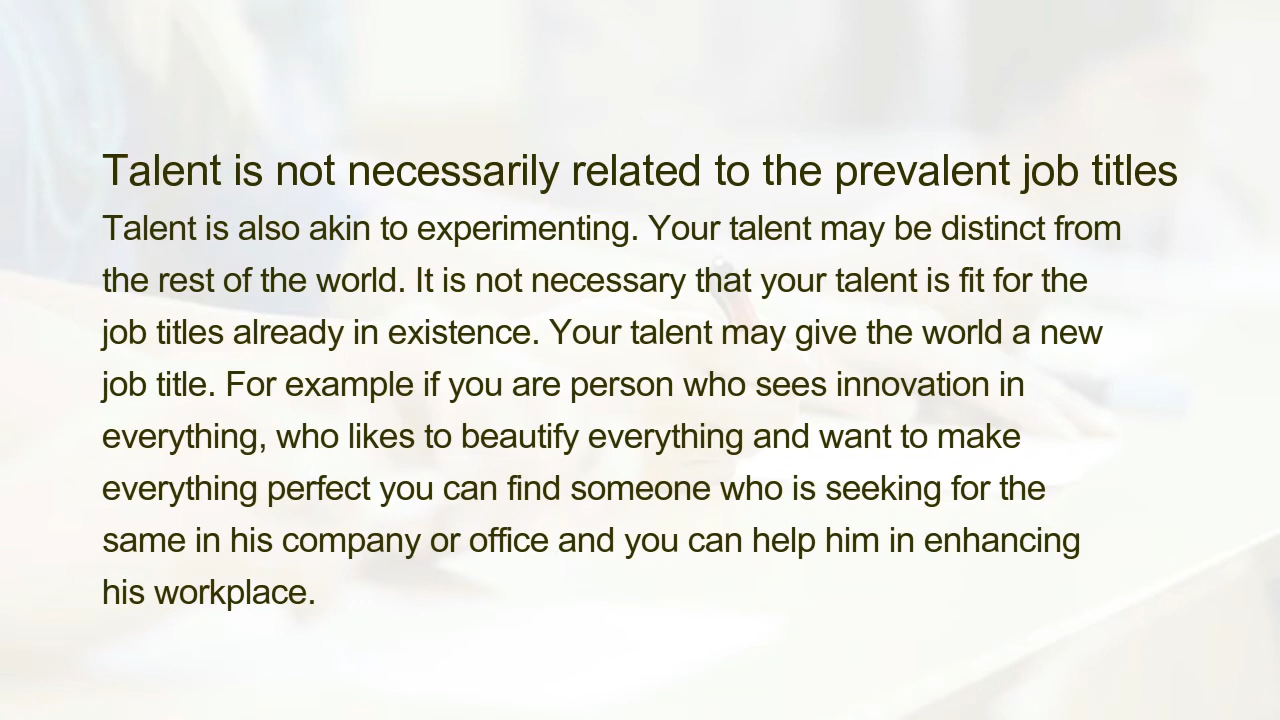 Talent is not necessarily related to the prevalent job titles
Talent is also akin to experimenting. Your talent may be distinct from
the rest of the world. It is not necessary that your talent is fit for the
job titles already in existence. Your talent may give the world a new
job title. For example if you are person who sees innovation in
everything, who likes to beautify everything and want to make
everything perfect you can find someone who is seeking for the
same in his company or office and you can help him in enhancing
his workplace.